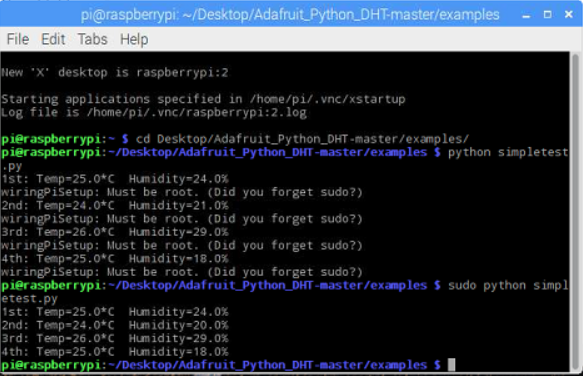 pi@raspberrypi: ~/Desktop/Adafruit_Python_DHT-master/examples
File Edit Tabs Help
New 'X' desktop is raspberrypi:2
Starting applications specified in /home/pi/.vnc/xstartup
Log file is /home/pi/.vnc/raspberrypi:2.log
pi@raspberrypi:~ $ cd Desktop/Adafruit_Python_DHT-master/examples/
pi@raspberrypi:~/Desktop/Adafruit_Python_DHT-master/examples $ python simpletest
.py
1st: Temp=25.0*C  Humidity=24.0%
wiringPiSetup: Must be root. (Did you forget sudo?)
2nd: Temp=24.0*C  Humidity=21.0%
wiringPiSetup: Must be root. (Did you forget sudo?)
3rd: Temp=26.0*C  Humidity=29.0%
wiringPiSetup: Must be root. (Did you forget sudo?)
4th: Temp=25.0*C  Humidity=18.0%
wiringPiSetup: Must be root. (Did you forget sudo?)
pi@raspberrypi:~/Desktop/Adafruit_Python_DHT-master/examples $ sudo python simpl
etest.py
1st: Temp=25.0*C  Humidity=24.0%
2nd: Temp=24.0*C  Humidity=20.0%
3rd: Temp=26.0*C  Humidity=29.0%
4th: Temp=25.0*C  Humidity=18.0%
pi@raspberrypi:~/Desktop/Adafruit_Python_DHT-master/examples $